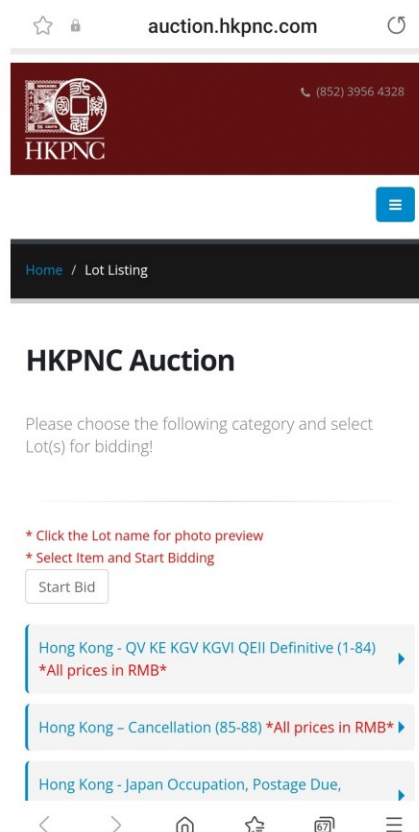 auction.hkpnc.com
(852) 3956 4328
HKPNC
Home / Lot Listing
HKPNC Auction
Please choose the following category and select
Lot(s) for bidding!
* Click the Lot name for photo preview
* Select Item and Start Bidding
Start Bid
Hong Kong - QV KE KGV KGVI QEII Definitive (1-84)
*All prices in RMB*
Hong Kong – Cancellation (85-88) *All prices in RMB*
Hong Kong - Japan Occupation, Postage Due,
67